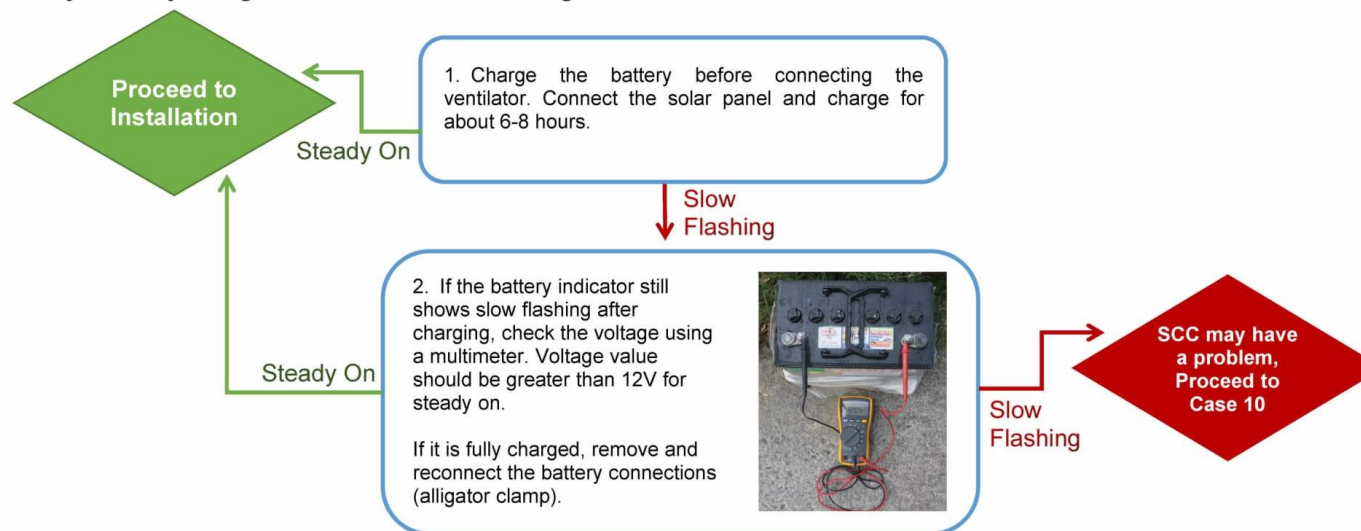 Proceed to
Installation
1. Charge the battery before connecting the
ventilator. Connect the solar panel and charge for
about 6-8 hours.
Steady On
Slow
Flashing
2. If the battery indicator still
shows slow flashing after
charging, check the voltage using
a multimeter. Voltage value
should be greater than 12V for
steady on.
If it is fully charged, remove and
reconnect the battery connections
(alligator clamp).
Steady On
Slow
Flashing
SCC may have
a problem,
Proceed to
Case 10